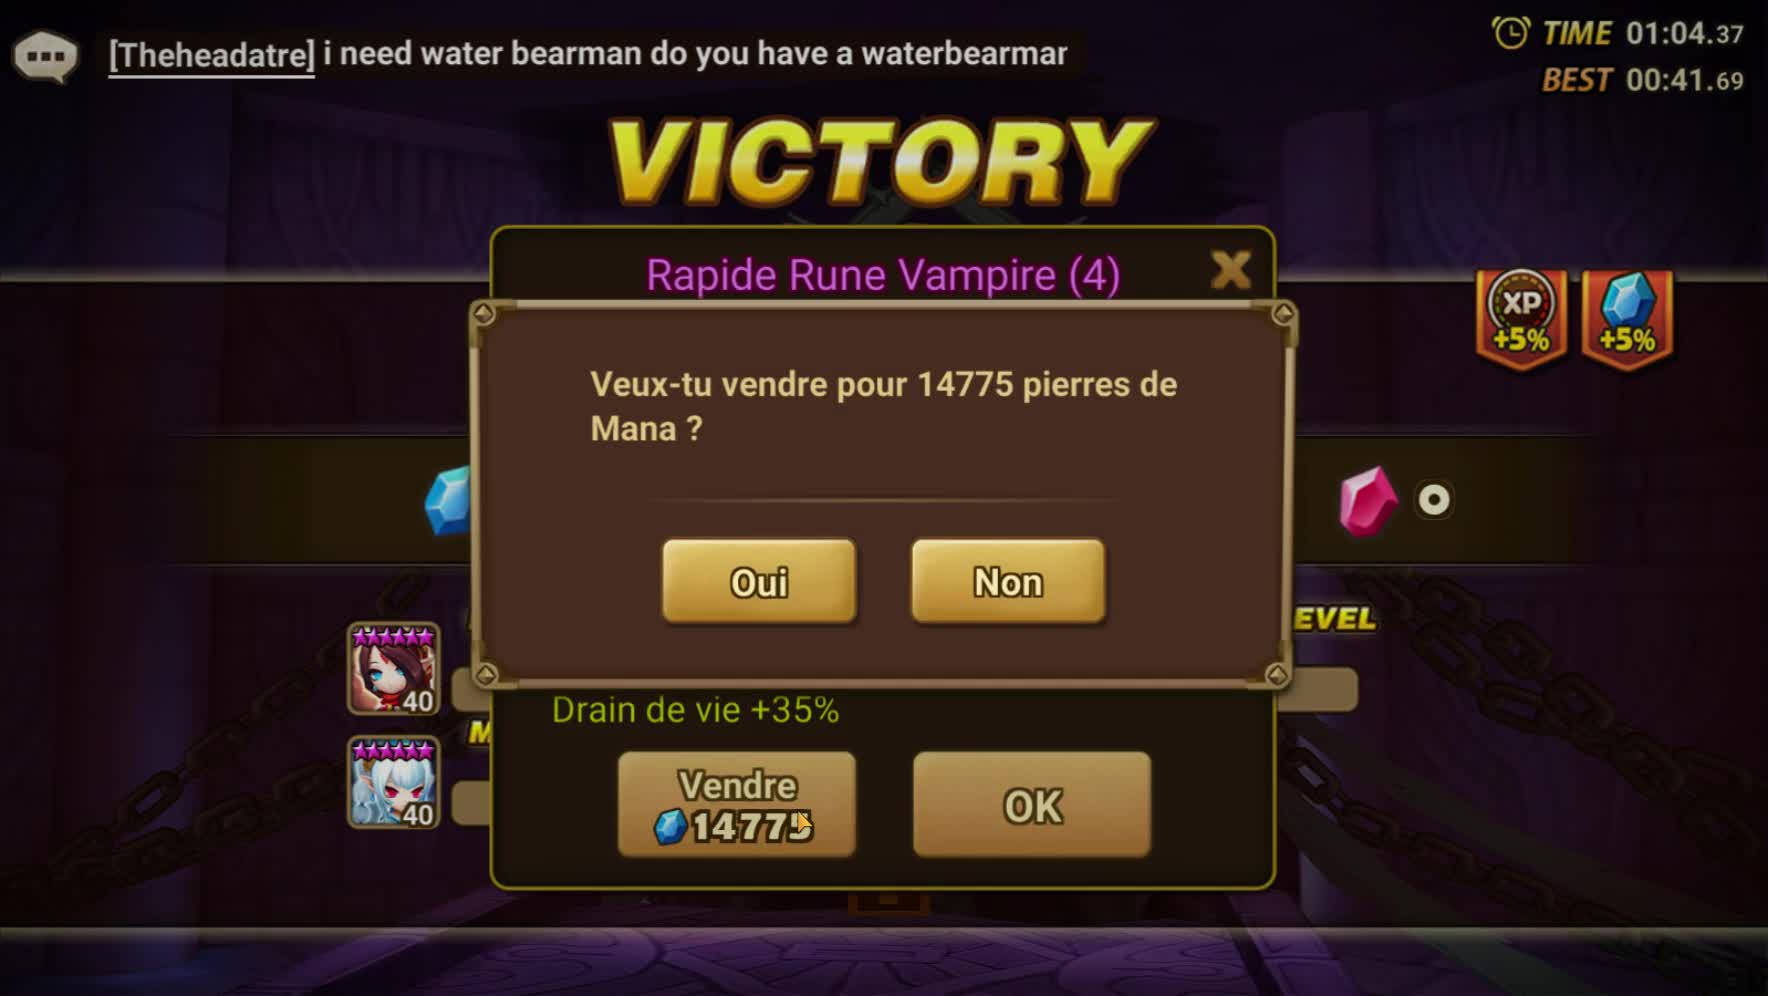 [Theheadatre] i need water bearman do you have a waterbearmar
TIME 01:04.37
BEST 00:41.69
VICTORY
Rapide Rune Vampire (4)
XP
+5%
+5%
Veux-tu vendre pour 14775 pierres de
Mana ?
0
Oui
Non
EVEL
40
Drain de vie +35%
M
40
Vendre
14775
OK